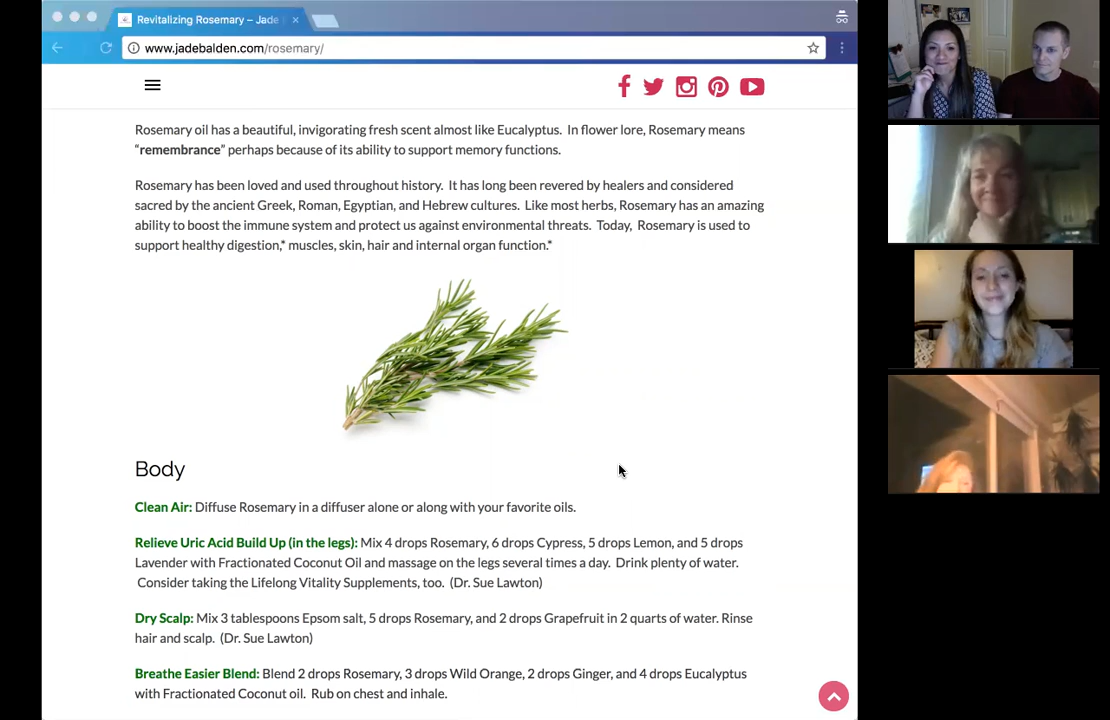 Revitalizing Rosemary – Jade
www.jadebalden.com/rosemary/
Rosemary oil has a beautiful, invigorating fresh scent almost like Eucalyptus.  In flower lore, Rosemary means
“remembrance” perhaps because of its ability to support memory functions.
Rosemary has been loved and used throughout history.  It has long been revered by healers and considered
sacred by the ancient Greek, Roman, Egyptian, and Hebrew cultures.  Like most herbs, Rosemary has an amazing
ability to boost the immune system and protect us against environmental threats.  Today,  Rosemary is used to
support healthy digestion,* muscles, skin, hair and internal organ function.*
Body
Clean Air: Diffuse Rosemary in a diffuser alone or along with your favorite oils.
Relieve Uric Acid Build Up (in the legs): Mix 4 drops Rosemary, 6 drops Cypress, 5 drops Lemon, and 5 drops
Lavender with Fractionated Coconut Oil and massage on the legs several times a day.  Drink plenty of water.
Consider taking the Lifelong Vitality Supplements, too.  (Dr. Sue Lawton)
Dry Scalp: Mix 3 tablespoons Epsom salt, 5 drops Rosemary, and 2 drops Grapefruit in 2 quarts of water. Rinse
hair and scalp.  (Dr. Sue Lawton)
Breathe Easier Blend: Blend 2 drops Rosemary, 3 drops Wild Orange, 2 drops Ginger, and 4 drops Eucalyptus
with Fractionated Coconut oil.  Rub on chest and inhale.